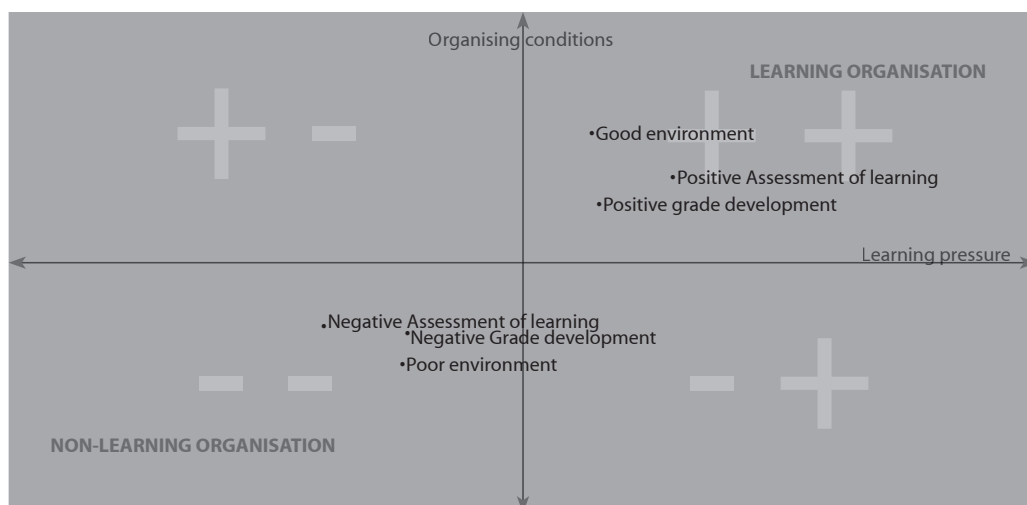 Organising conditions
LEARNING ORGANISATION
+ -
+ +
•Good environment
•Positive Assessment of learning
•Positive grade development
Learning pressure
•Negative Assessment of learning
•Negative Grade development
•Poor environment
- -
- +
NON-LEARNING ORGANISATION